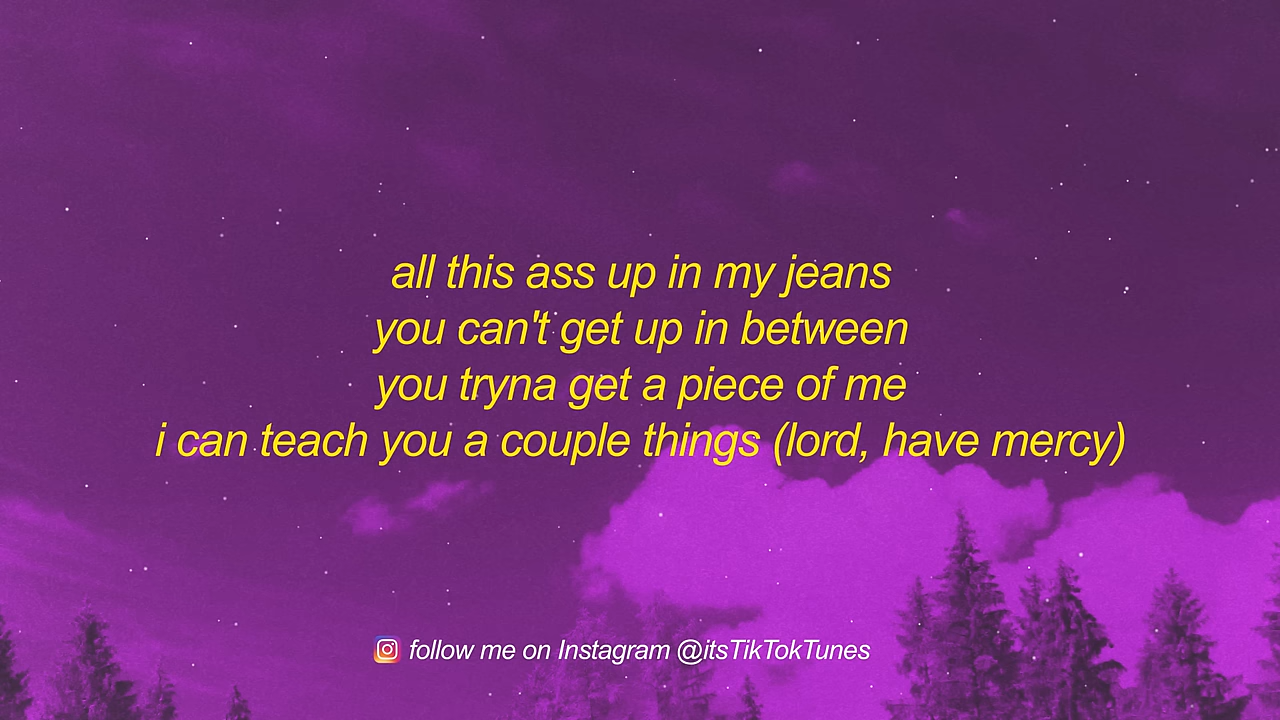 all this ass up in my jeans
you can't get up in between
you tryna get a piece of me
i can teach you a couple things (lord, have mercy)
follow me on Instagram @itsTikTokTunes